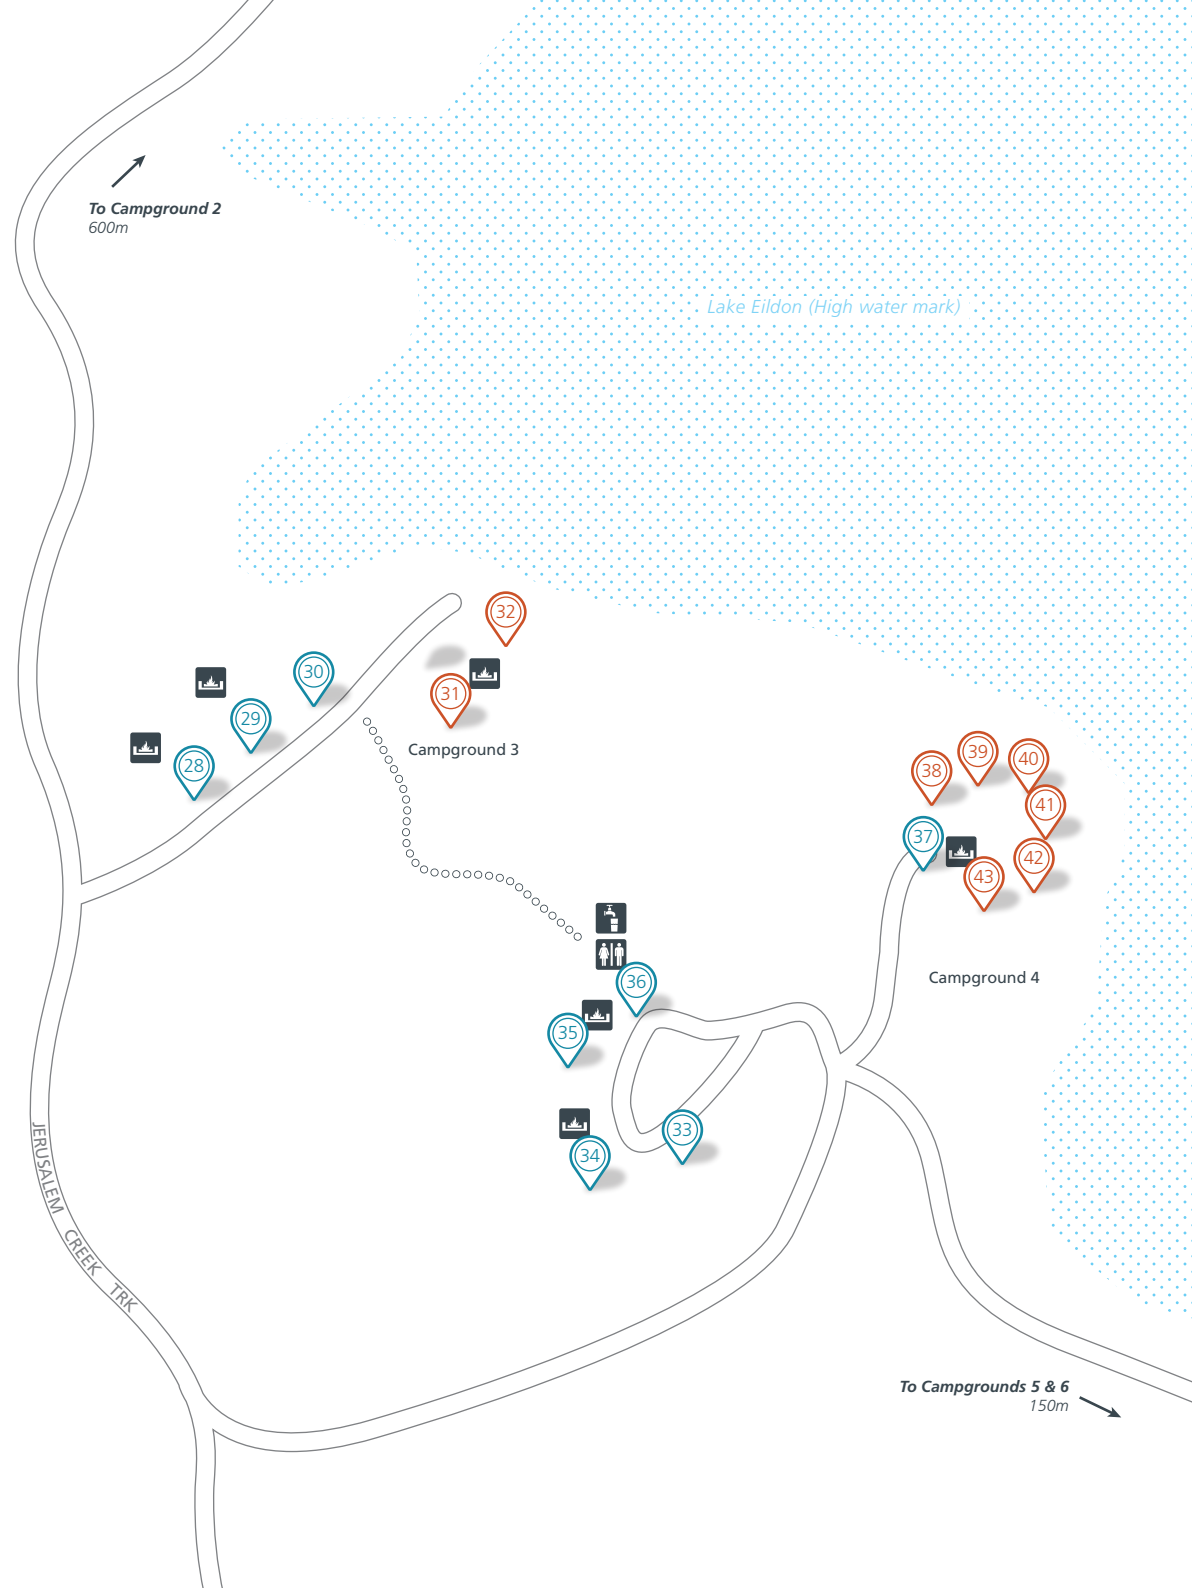 To Campground 2
600m
Lake Eildon (High water mark)
32
30
31
29
Campground 3
28
39
40
38
41
37
42
43
Campground 4
36
35
33
34
JERUSALEM CREEK TRK
To Campgrounds 5 & 6
150m